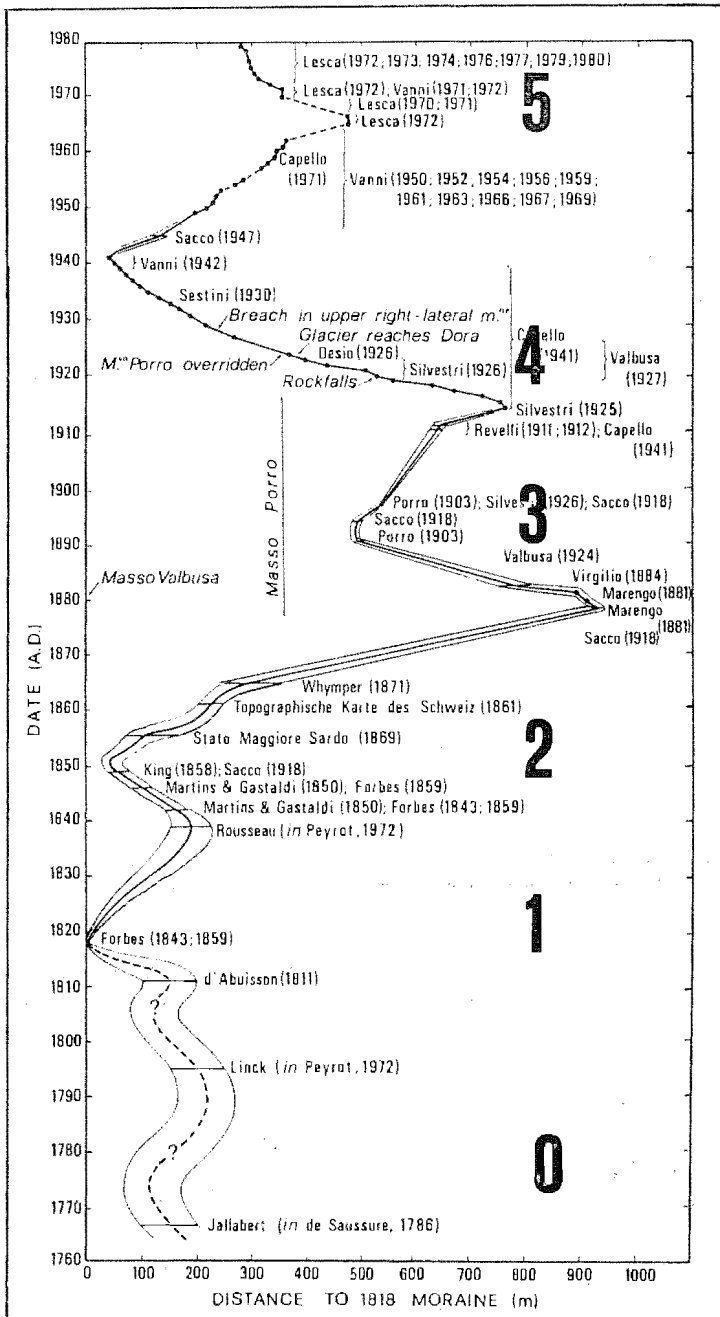 1980
Lesca (1972; 1973; 1974; 1976; 1977; 1979; 1980)
5
1970
Lesca (1972); Vanni (1971; 1972)
Lesca (1970; 1971)
Lesca (1972)
1960
Capello
(1971)
Vanni (1950; 1952; 1954; 1956; 1959;
1961; 1963; 1966; 1967; 1969)
1950
Sacco (1947)
1940
Vanni (1942)
Sestini (1930)
1930
Breach in upper right-lateral m.
Glacier reaches Dora
4
Desio (1926)
Capello
(1941)
M. Porro overridden
Silvestri (1926)
Valbusa
(1927)
1920
Rockfalls
Silvestri (1925)
1910
Revelli (1911; 1912); Capello
(1941)
Masso Porro
1900
3
Porro (1903); Silvestri (1926); Sacco (1918)
Sacco (1918)
1890
Porro (1903)
Valbusa (1924)
Masso Valbusa
Virgilio (1884)
1880
Marengo (1881)
Marengo
(1881)
Sacco (1918)
1870
Whymper (1871)
1860
Topographische Karte des Schweiz (1861)
2
Stato Maggiore Sardo (1869)
1850
King (1858); Sacco (1918)
Martins & Gastaldi (1850); Forbes (1859)
Martins & Gastaldi (1850); Forbes (1843; 1859)
1840
Rousseau (in Peyrot, 1972)
1830
1
1820
Forbes (1843; 1859)
1810
d'Abuisson (1811)
?
1800
Linck (in Peyrot, 1972)
1790
1780
?
0
1770
Jallabert (in de Saussure, 1786)
1760
DATE (A.D.)
0 100 200 300 400 500 600 700 800 900 1000
DISTANCE TO 1818 MORAINE (m)